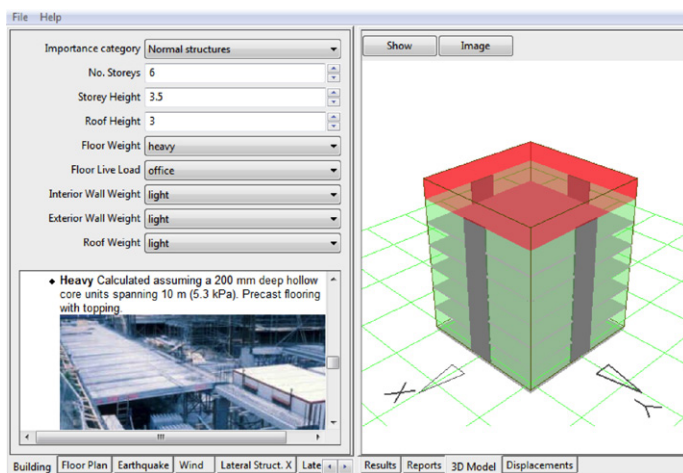 File Help
Importance category Normal structures
No. Storeys 6
Storey Height 3.5
Roof Height 3
Floor Weight heavy
Floor Live Load office
Interior Wall Weight light
Exterior Wall Weight light
Roof Weight light
◆ Heavy Calculated assuming a 200 mm deep hollow
core units spanning 10 m (5.3 kPa). Precast flooring
with topping.
Building Floor Plan Earthquake Wind Lateral Struct. X Late
Show Image
X Y
Results Reports 3D Model Displacements